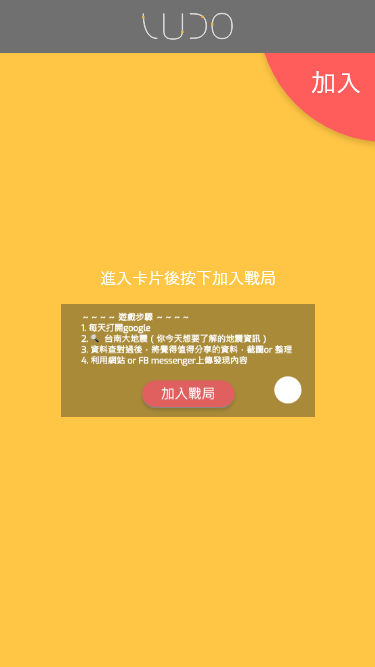 LUDO
加入
進入卡片後按下加入戰局
～～～～ 遊戲步驟 ～～～～
1. 每天打開google
2. 🔍 台南大地震 ( 你今天想要了解的地震資訊 )
3. 資料查對過後，將覺得值得分享的資料，截圖or 整理
4. 利用網站 or FB messenger上傳發現內容
加入戰局